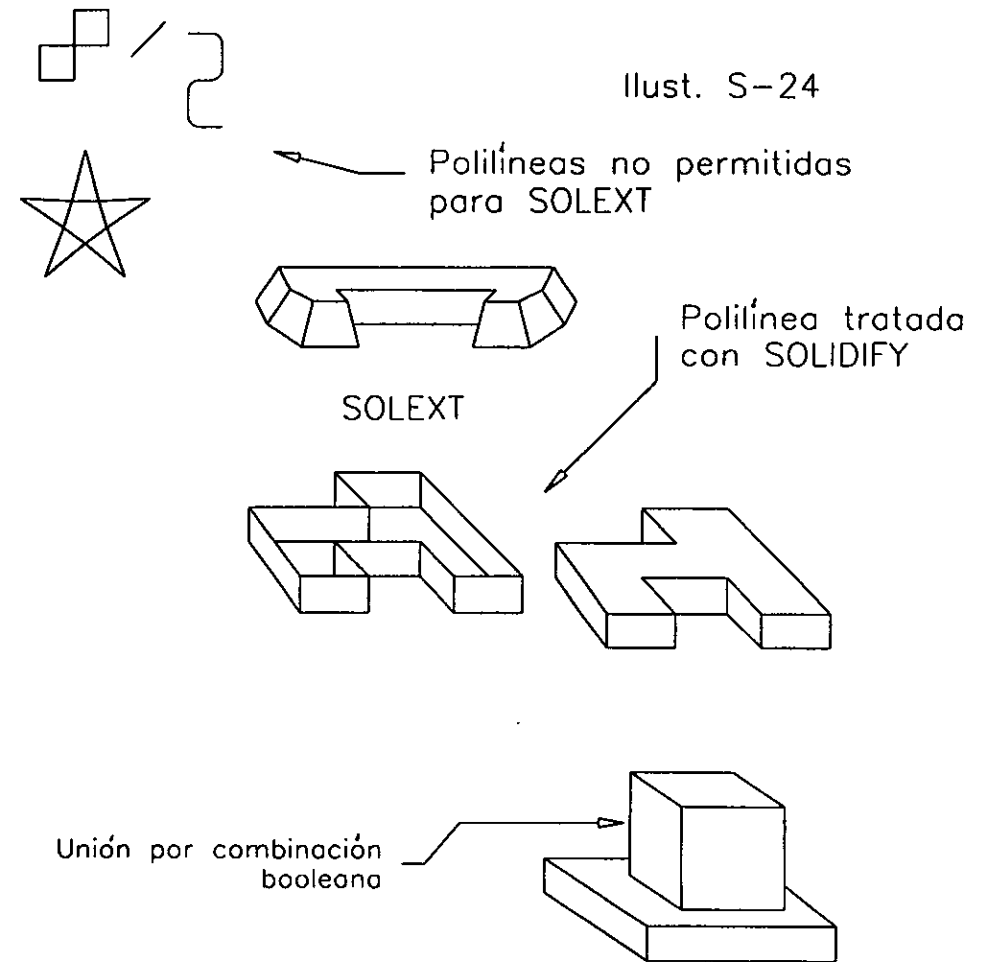 Ilust. S-24
Polilíneas no permitidas
para SOLEXT
Polilínea tratada
con SOLIDIFY
SOLEXT
Unión por combinación
booleana